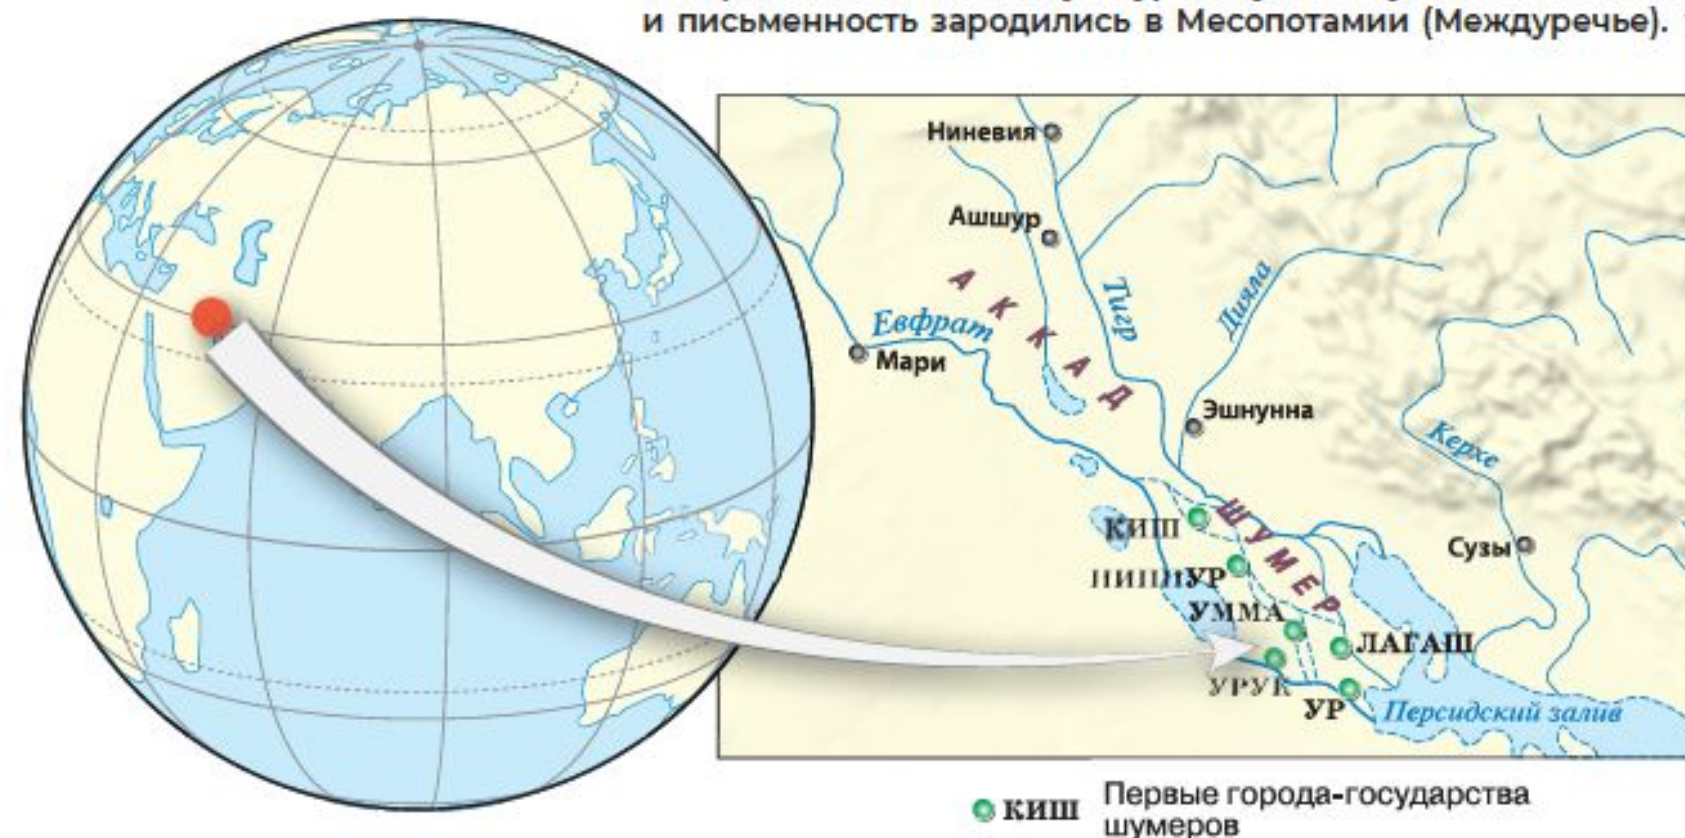 и письменность зародились в Месопотамии (Междуречье).
Ниневия
Ашшур
АККАД
Тигр
Дияла
Евфрат
Мари
Эшнунна
Керхе
КИШ
ШУМЕР
Сузы
НИППУР
УММА
ЛАГАШ
УРУК
УР
Персидский залив
КИШ Первые города-государства
шумеров